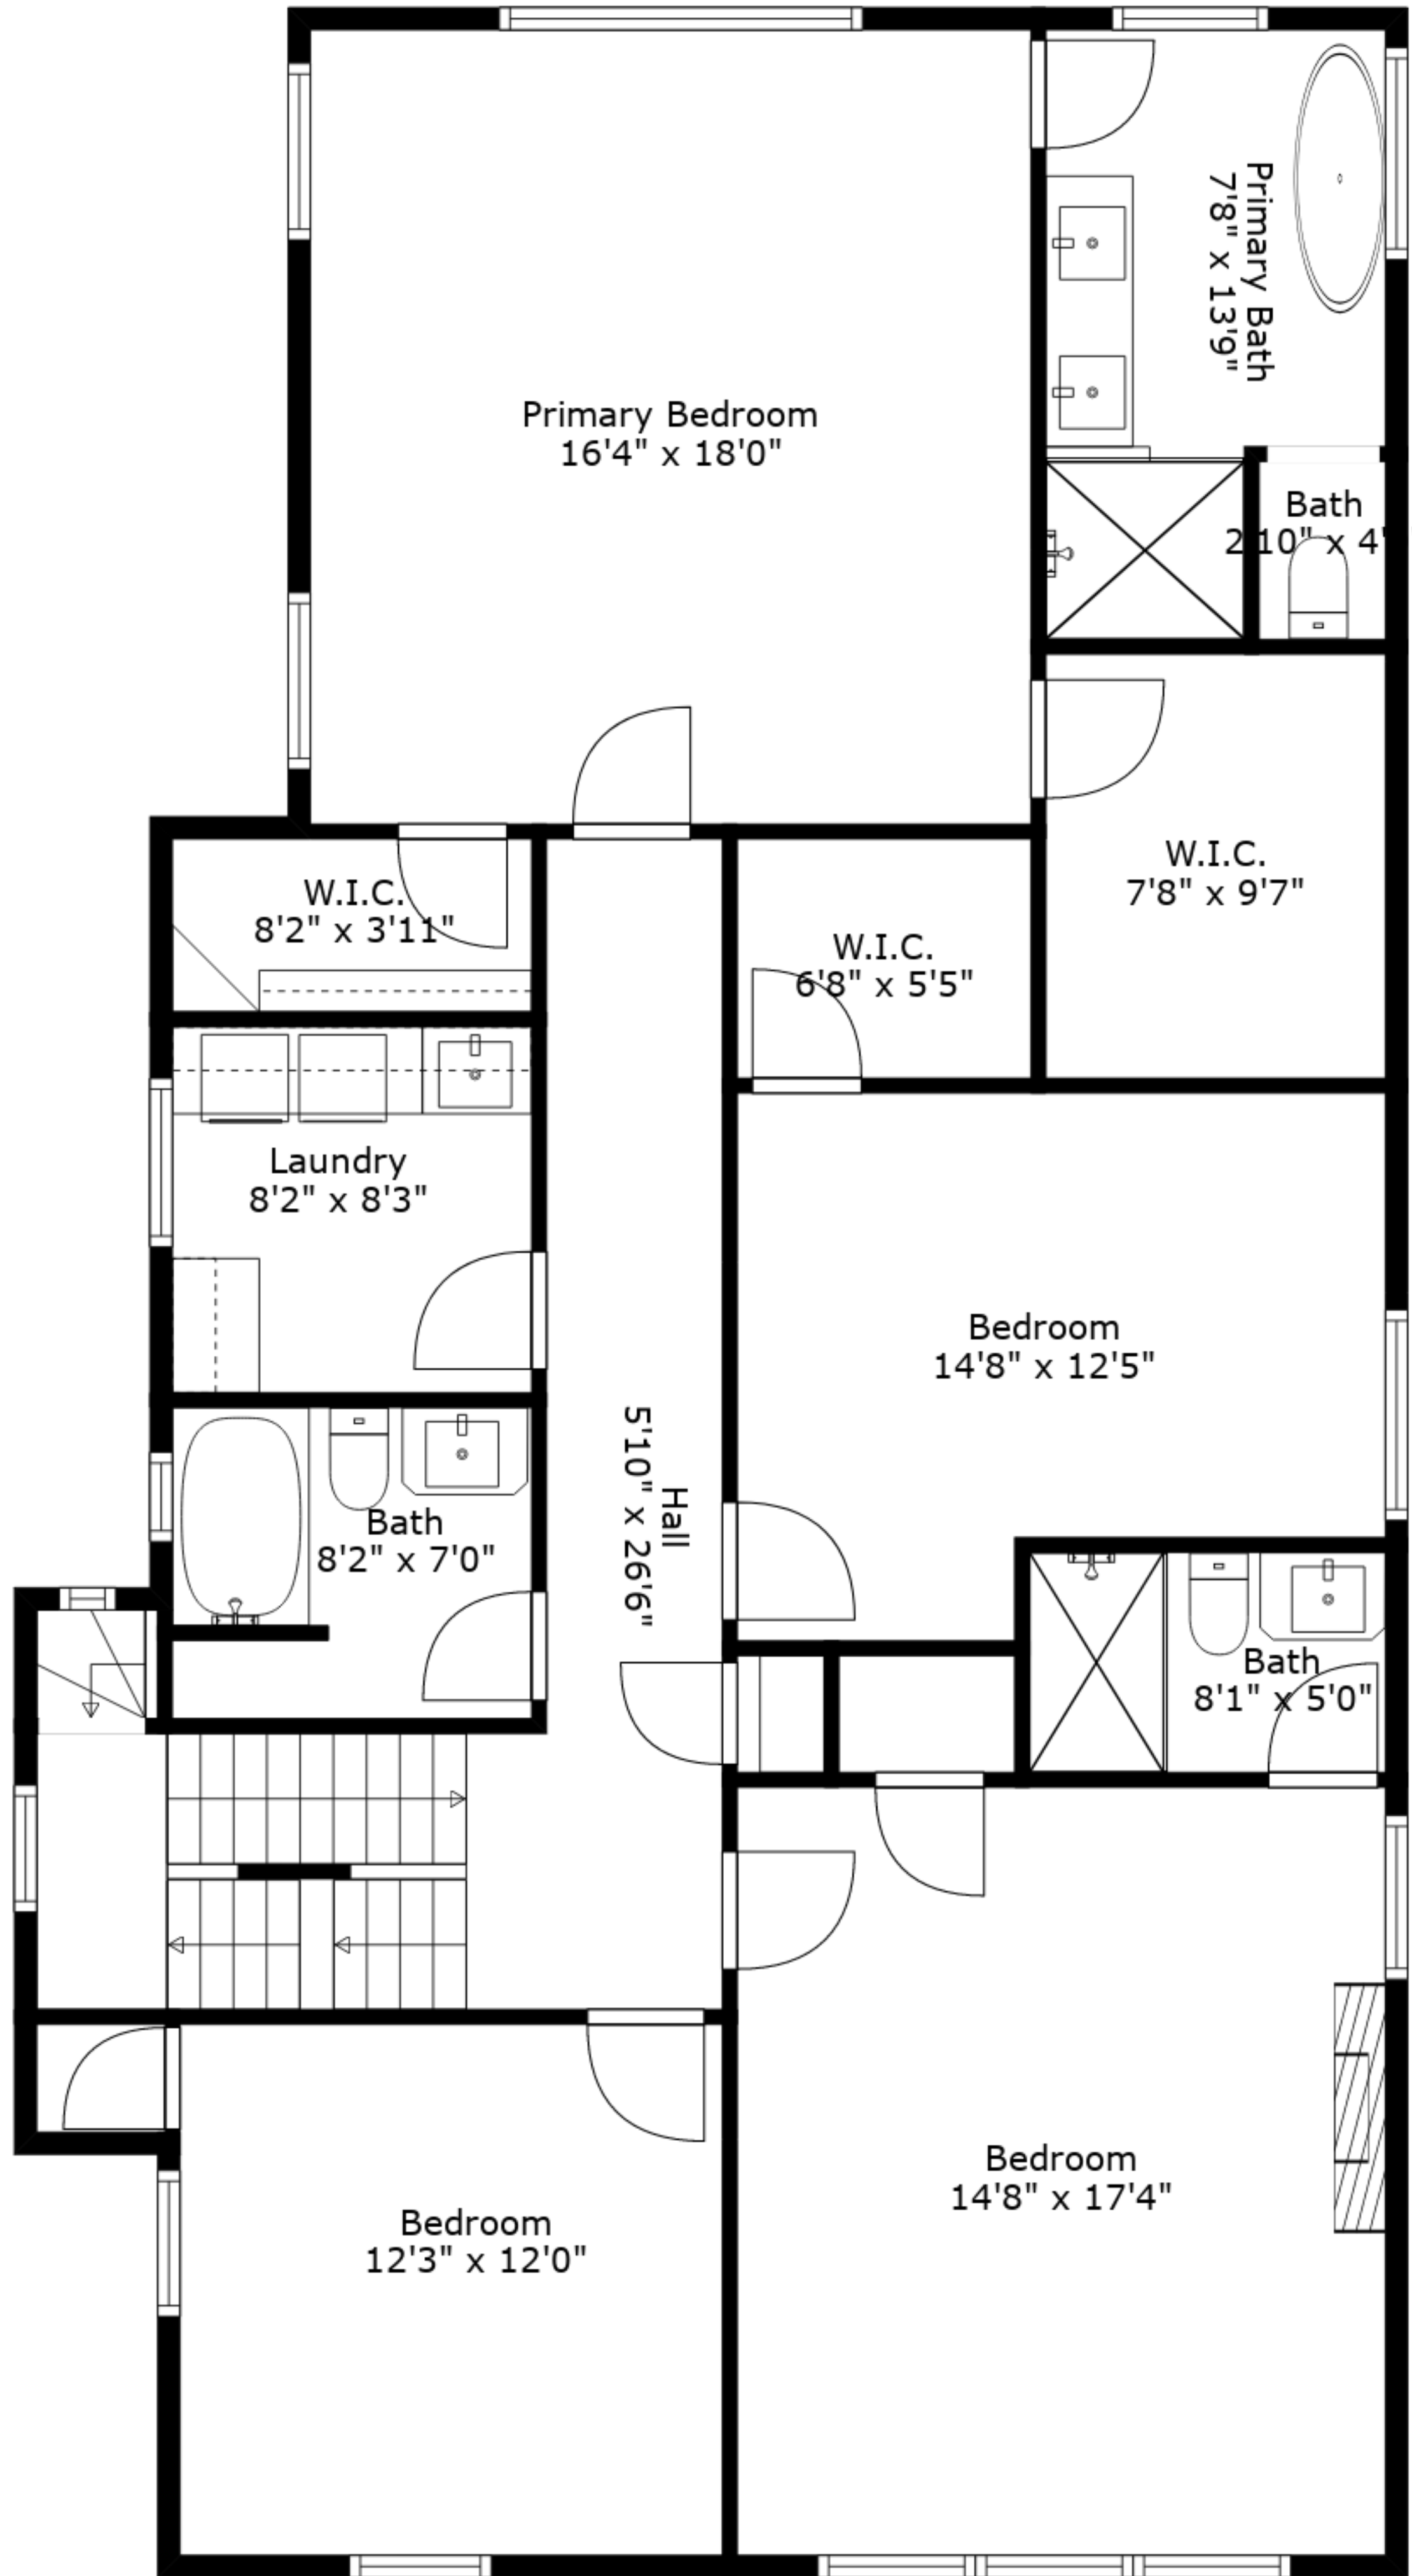 Primary Bedroom
16'4" x 18'0"
Primary Bath
7'8" x 13'9"
Bath
2'10" x 4'
W.I.C.
7'8" x 9'7"
W.I.C.
8'2" x 3'11"
W.I.C.
6'8" x 5'5"
Laundry
8'2" x 8'3"
Bedroom
14'8" x 12'5"
Hall
5'10" x 26'6"
Bath
8'2" x 7'0"
Bath
8'1" x 5'0"
Bedroom
14'8" x 17'4"
Bedroom
12'3" x 12'0"